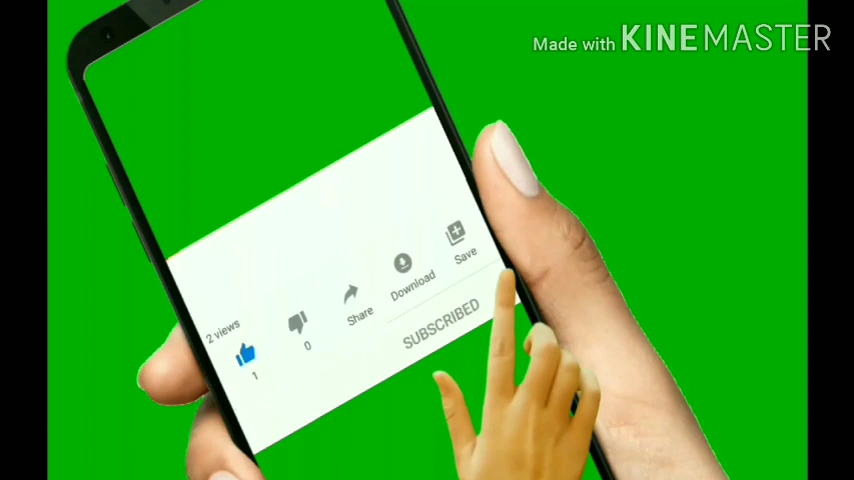 Made with KINEMASTER
2 views
1
0
Share
Download
Save
SUBSCRIBED